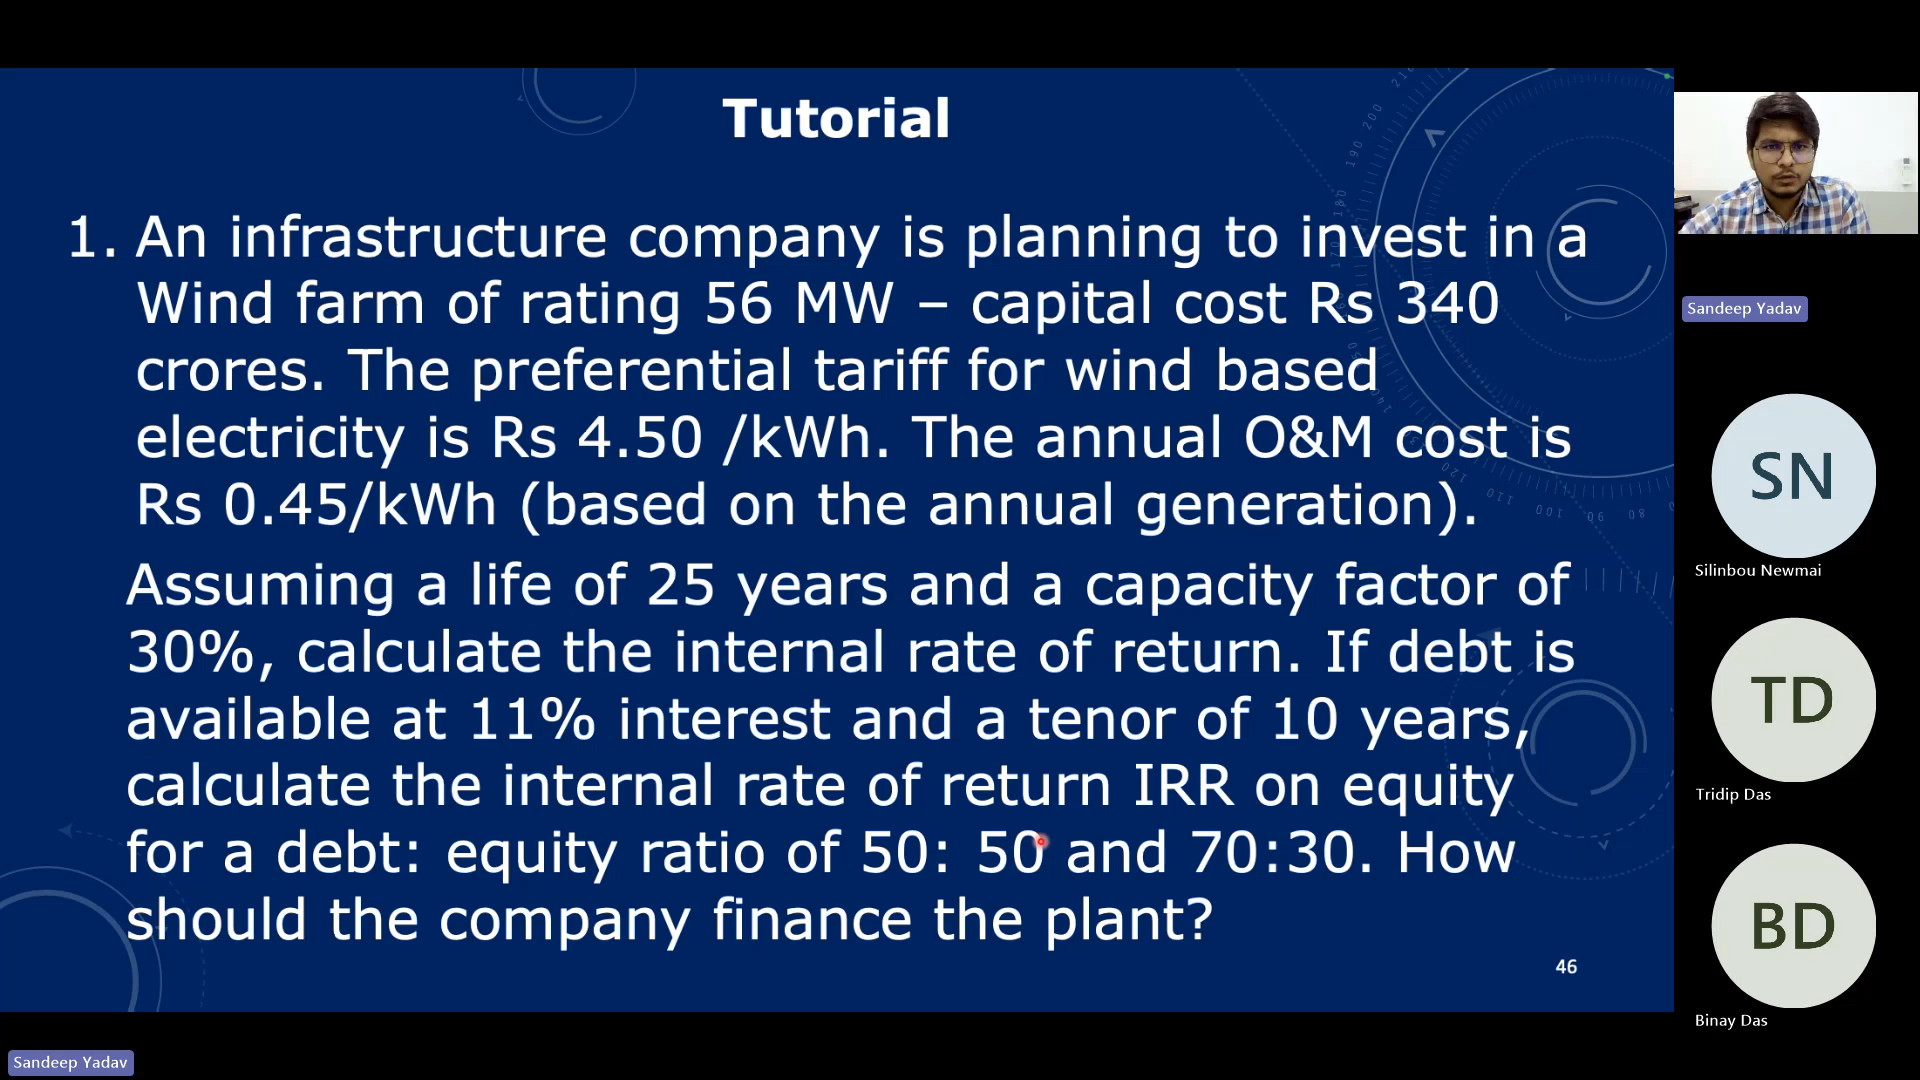 Tutorial
1. An infrastructure company is planning to invest in a
Wind farm of rating 56 MW – capital cost Rs 340
crores. The preferential tariff for wind based
electricity is Rs 4.50 /kWh. The annual O&M cost is
Rs 0.45/kWh (based on the annual generation).
Assuming a life of 25 years and a capacity factor of
30%, calculate the internal rate of return. If debt is
available at 11% interest and a tenor of 10 years,
calculate the internal rate of return IRR on equity
for a debt: equity ratio of 50: 50 and 70:30. How
should the company finance the plant?
46
Sandeep Yadav
SN
Silinbou Newmai
TD
Tridip Das
BD
Binay Das
Sandeep Yadav